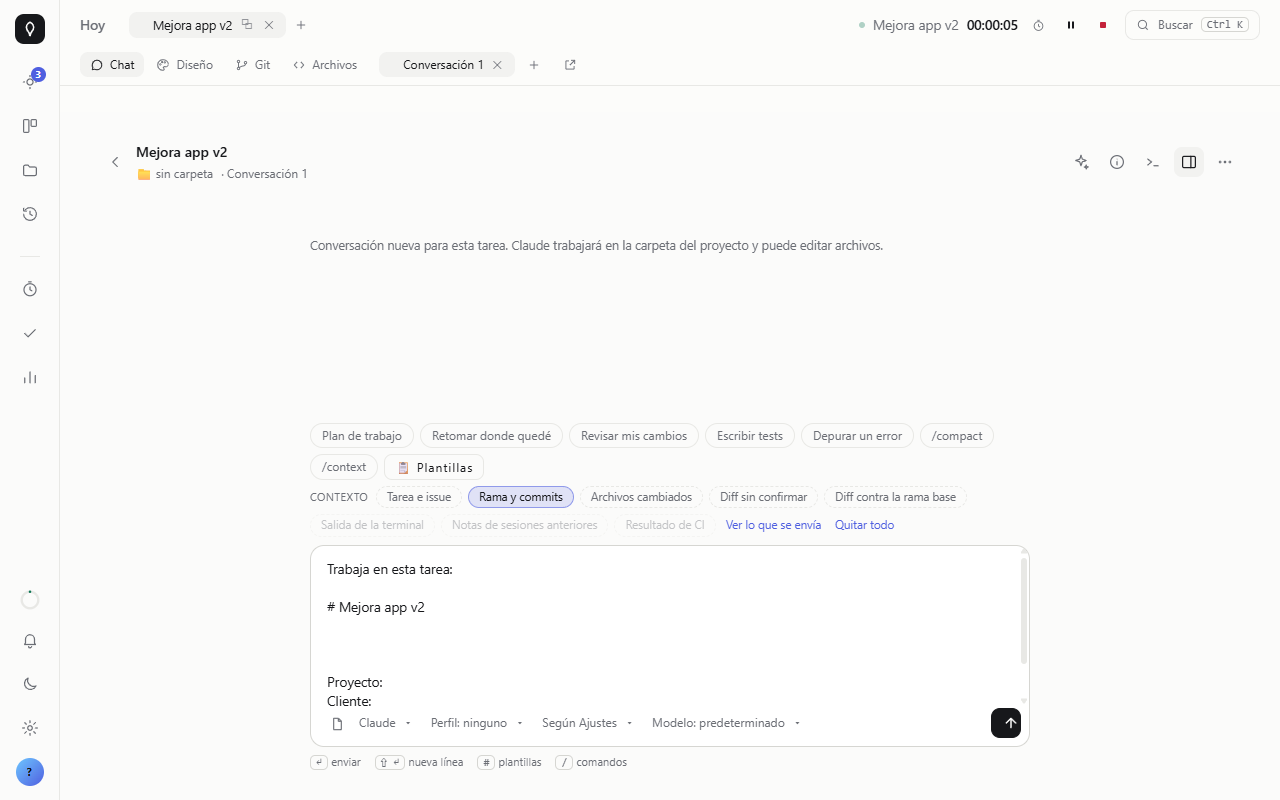 Hoy
Mejora app v2
Mejora app v2 00:00:05
Buscar Ctrl K
3
Chat
Diseño
Git
Archivos
Conversación 1
Mejora app v2
sin carpeta · Conversación 1
Conversación nueva para esta tarea. Claude trabajará en la carpeta del proyecto y puede editar archivos.
Plan de trabajo
Retomar donde quedé
Revisar mis cambios
Escribir tests
Depurar un error
/compact
/context
Plantillas
CONTEXTO
Tarea e issue
Rama y commits
Archivos cambiados
Diff sin confirmar
Diff contra la rama base
Salida de la terminal
Notas de sesiones anteriores
Resultado de CI
Ver lo que se envía
Quitar todo
Trabaja en esta tarea:
# Mejora app v2
Proyecto:
Cliente:
Claude
Perfil: ninguno
Según Ajustes
Modelo: predeterminado
enviar
nueva línea
# plantillas
/ comandos
?